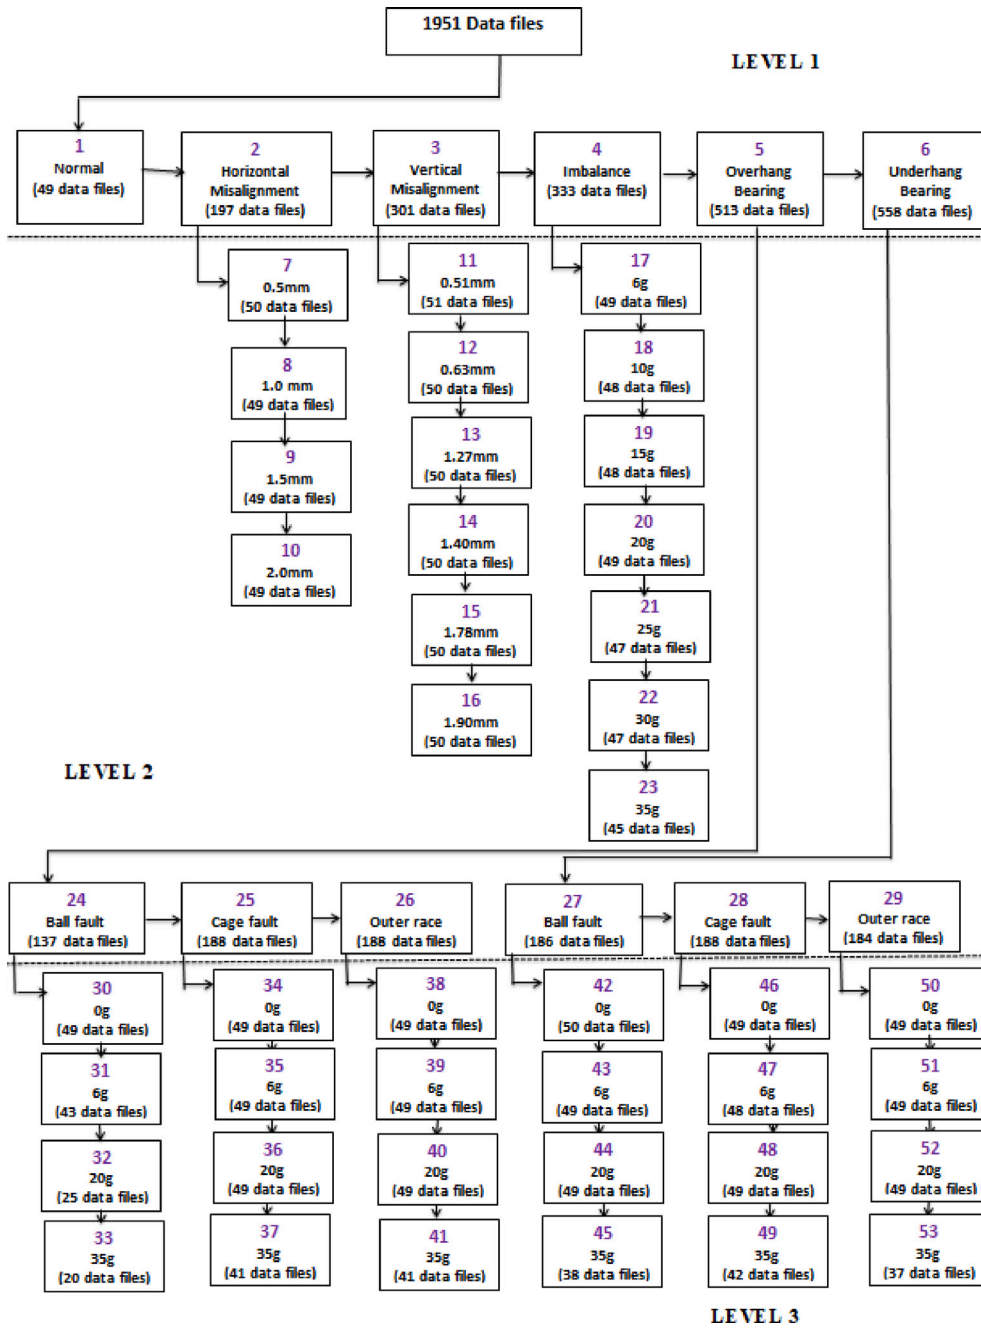 1951 Data files
LEVEL 1
1
Normal
(49 data files)
2
Horizontal
Misalignment
(197 data files)
3
Vertical
Misalignment
(301 data files)
4
Imbalance
(333 data files)
5
Overhang
Bearing
(513 data files)
6
Underhang
Bearing
(558 data files)
7
0.5mm
(50 data files)
8
1.0 mm
(49 data files)
9
1.5mm
(49 data files)
10
2.0mm
(49 data files)
11
0.51mm
(51 data files)
12
0.63mm
(50 data files)
13
1.27mm
(50 data files)
14
1.40mm
(50 data files)
15
1.78mm
(50 data files)
16
1.90mm
(50 data files)
17
6g
(49 data files)
18
10g
(48 data files)
19
15g
(48 data files)
20
20g
(49 data files)
21
25g
(47 data files)
22
30g
(47 data files)
23
35g
(45 data files)
LEVEL 2
24
Ball fault
(137 data files)
25
Cage fault
(188 data files)
26
Outer race
(188 data files)
27
Ball fault
(186 data files)
28
Cage fault
(188 data files)
29
Outer race
(184 data files)
30
0g
(49 data files)
31
6g
(43 data files)
32
20g
(25 data files)
33
35g
(20 data files)
34
0g
(49 data files)
35
6g
(49 data files)
36
20g
(49 data files)
37
35g
(41 data files)
38
0g
(49 data files)
39
6g
(49 data files)
40
20g
(49 data files)
41
35g
(41 data files)
42
0g
(50 data files)
43
6g
(49 data files)
44
20g
(49 data files)
45
35g
(38 data files)
46
0g
(49 data files)
47
6g
(48 data files)
48
20g
(49 data files)
49
35g
(42 data files)
50
0g
(49 data files)
51
6g
(49 data files)
52
20g
(49 data files)
53
35g
(37 data files)
LEVEL 3